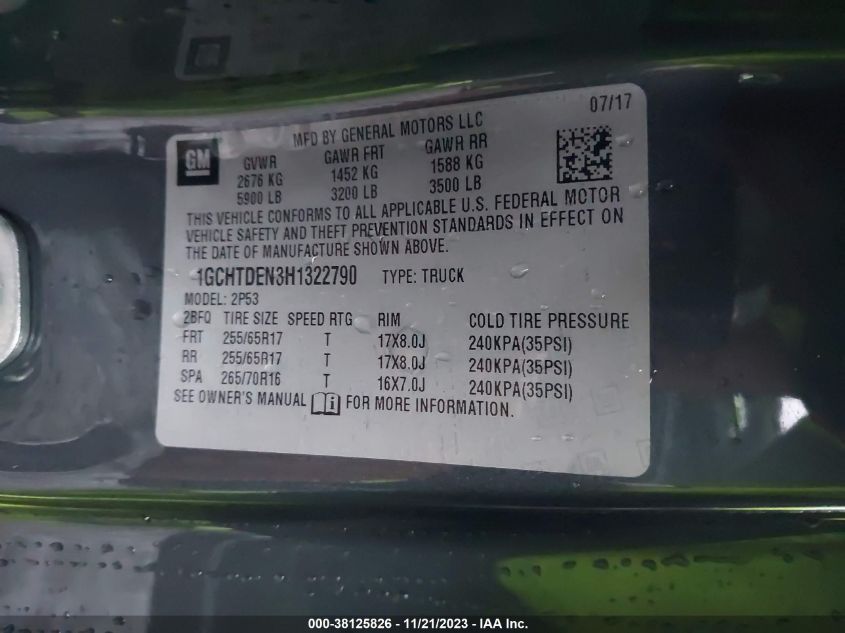 07/17
MFD BY GENERAL MOTORS LLC
GM
GVWR GAWR FRT GAWR RR
2676 KG 1452 KG 1588 KG
5900 LB 3200 LB 3500 LB
THIS VEHICLE CONFORMS TO ALL APPLICABLE U.S. FEDERAL MOTOR
VEHICLE SAFETY AND THEFT PREVENTION STANDARDS IN EFFECT ON
THE DATE OF MANUFACTURE SHOWN ABOVE.
1GCHTDEN3H1322790 TYPE: TRUCK
MODEL: 2P53
2BFQ TIRE SIZE SPEED RTG RIM COLD TIRE PRESSURE
FRT 255/65R17 T 17X8.0J 240KPA(35PSI)
RR 255/65R17 T 17X8.0J 240KPA(35PSI)
SPA 265/70R16 T 16X7.0J 240KPA(35PSI)
SEE OWNER'S MANUAL FOR MORE INFORMATION.
000-38125826 - 11/21/2023 - IAA Inc.